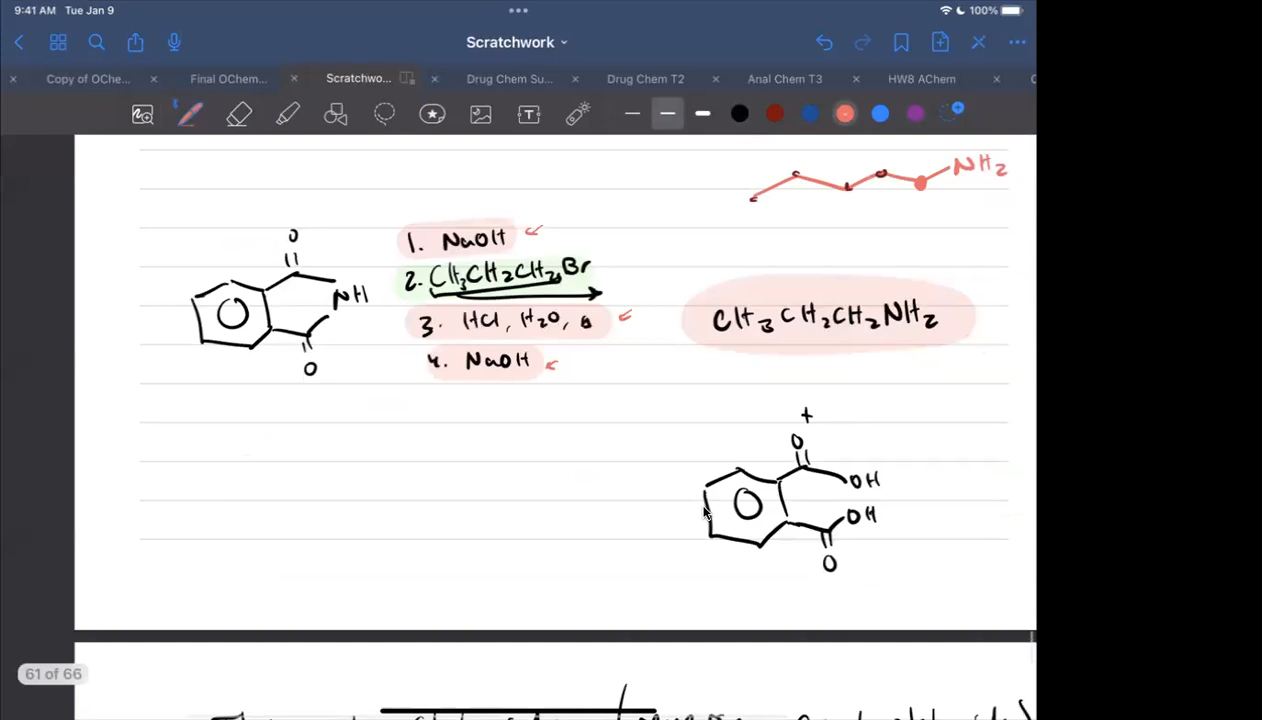 9:41 AM Tue Jan 9
100%
Scratchwork
Copy of OChe...
Final OChem...
Scratchwo...
Drug Chem Su...
Drug Chem T2
Anal Chem T3
HW8 AChem
T
NH2
1. NaOH
2. CH3CH2CH2Br
3. HCl, H2O, Δ
4. NaOH
O
NH
O
CH3CH2CH2NH2
+
O
OH
OH
O
61 of 66